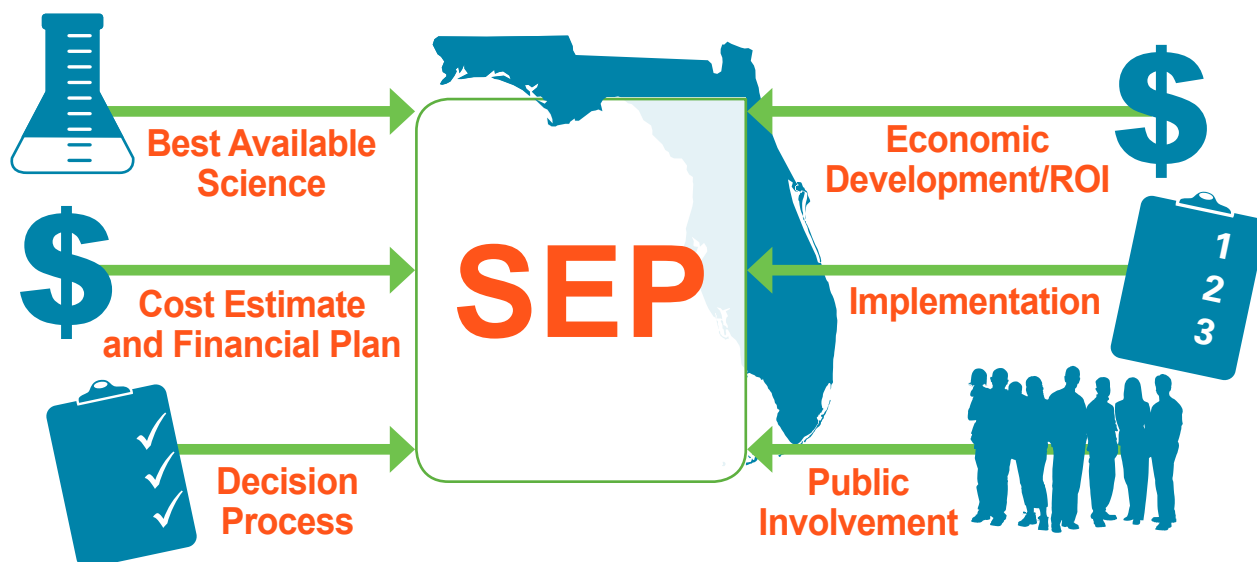 Best Available
Science
Cost Estimate
and Financial Plan
Decision
Process
SEP
$
$
Economic
Development/ROI
1
2
3
Implementation
Public
Involvement